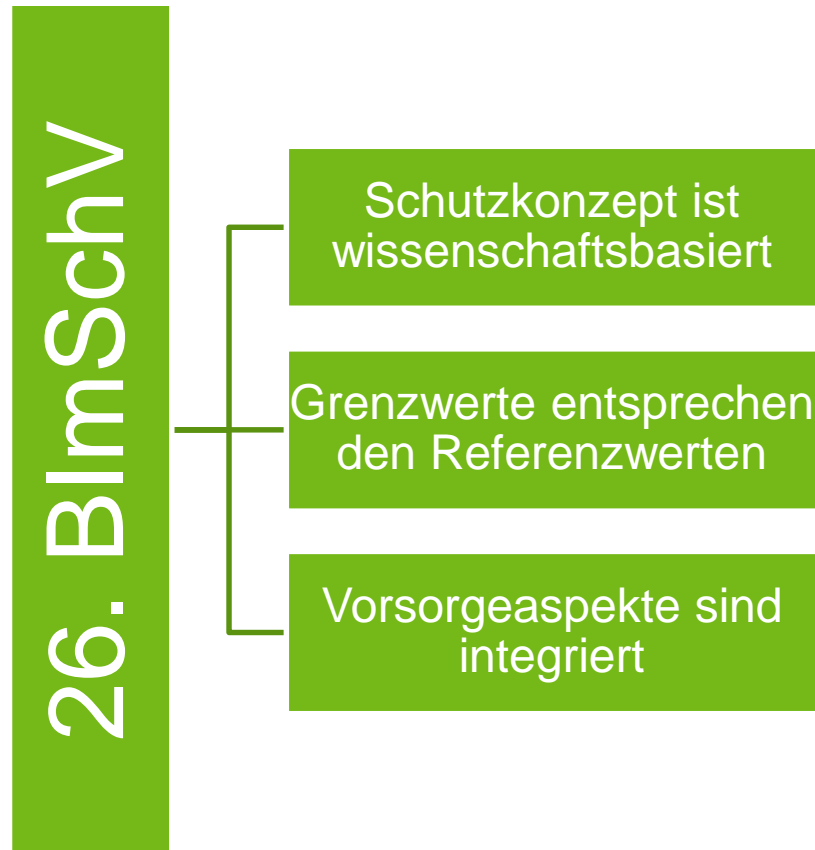 26. BImSchV
Schutzkonzept ist
wissenschaftsbasiert
Grenzwerte entsprechen
den Referenzwerten
Vorsorgeaspekte sind
integriert